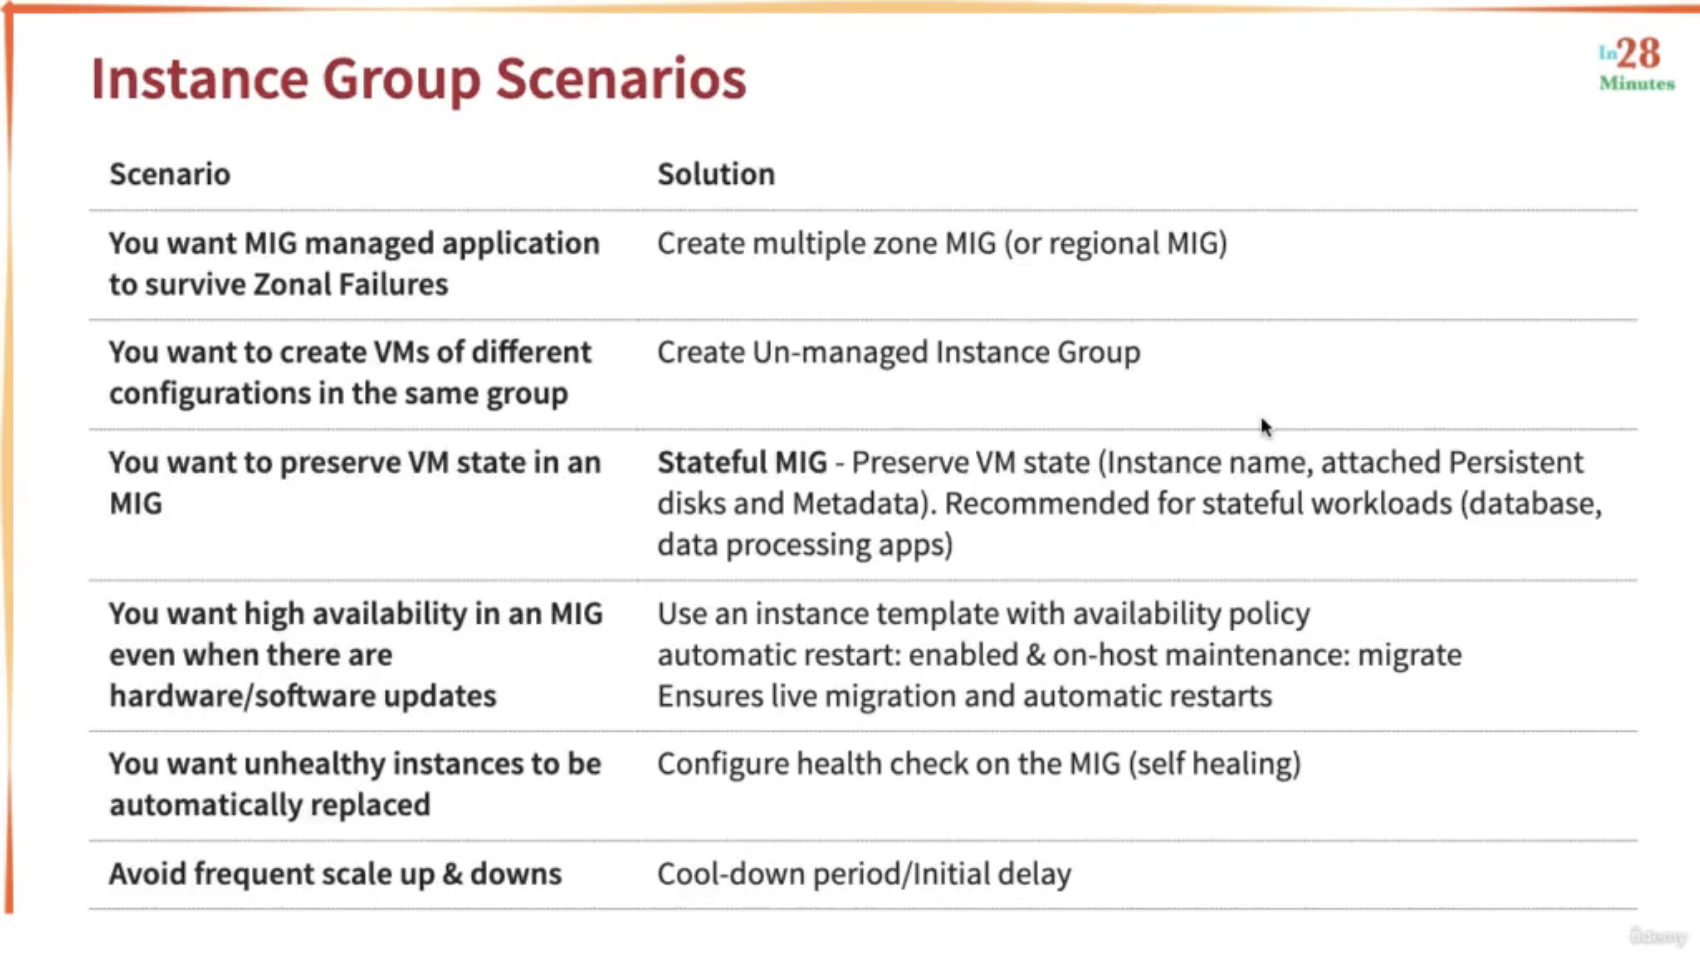 In28
Minutes
Instance Group Scenarios
Scenario
Solution
You want MIG managed application
to survive Zonal Failures
Create multiple zone MIG (or regional MIG)
You want to create VMs of different
configurations in the same group
Create Un-managed Instance Group
You want to preserve VM state in an
MIG
Stateful MIG - Preserve VM state (Instance name, attached Persistent
disks and Metadata). Recommended for stateful workloads (database,
data processing apps)
You want high availability in an MIG
even when there are
hardware/software updates
Use an instance template with availability policy
automatic restart: enabled & on-host maintenance: migrate
Ensures live migration and automatic restarts
You want unhealthy instances to be
automatically replaced
Configure health check on the MIG (self healing)
Avoid frequent scale up & downs
Cool-down period/Initial delay
ûdemy